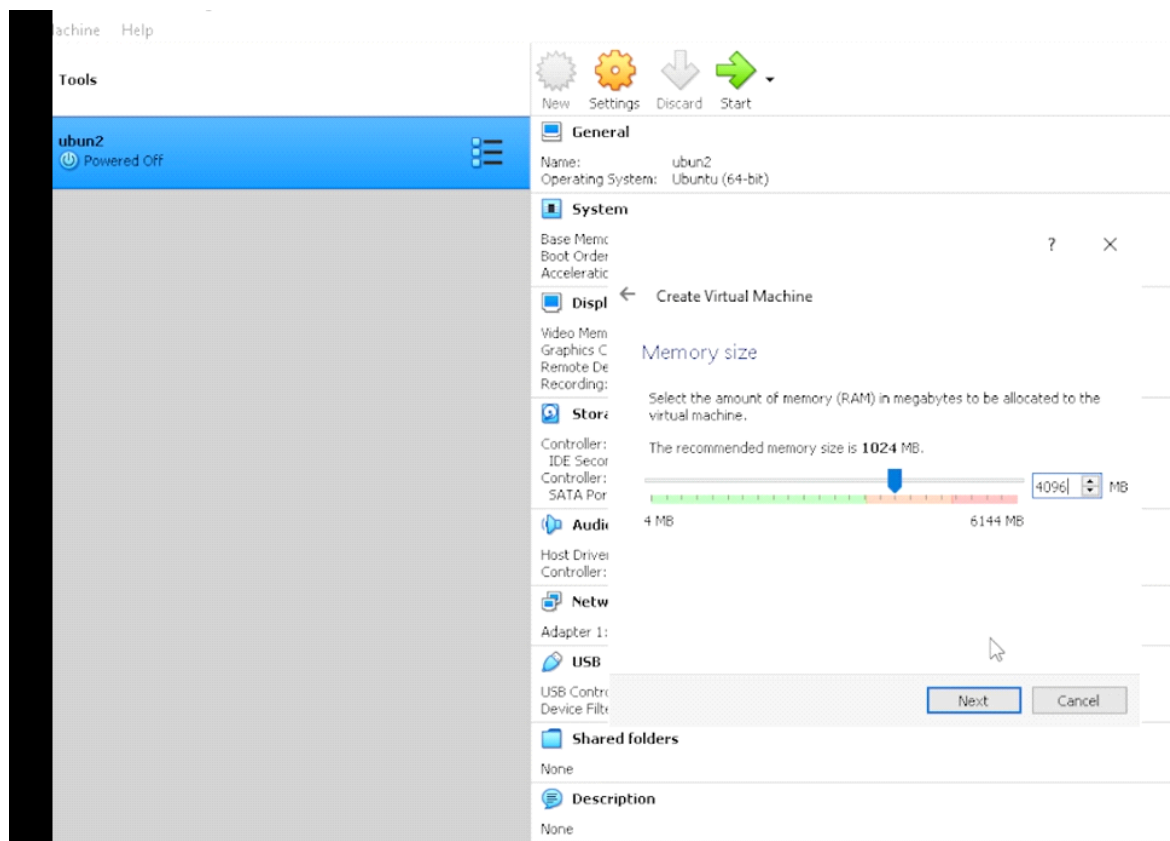 Machine Help
Tools
ubun2
Powered Off
New Settings Discard Start
General
Name: ubun2
Operating System: Ubuntu (64-bit)
System
Base Memo
Boot Order
Acceleratic
Displ
Video Mem
Graphics C
Remote De
Recording:
Stora
Controller:
IDE Secor
Controller:
SATA Por
Audio
Host Driver
Controller:
Netw
Adapter 1:
USB
USB Contro
Device Filte
Shared folders
None
Description
None
?
Create Virtual Machine
Memory size
Select the amount of memory (RAM) in megabytes to be allocated to the
virtual machine.
The recommended memory size is 1024 MB.
4096 MB
4 MB 6144 MB
Next Cancel